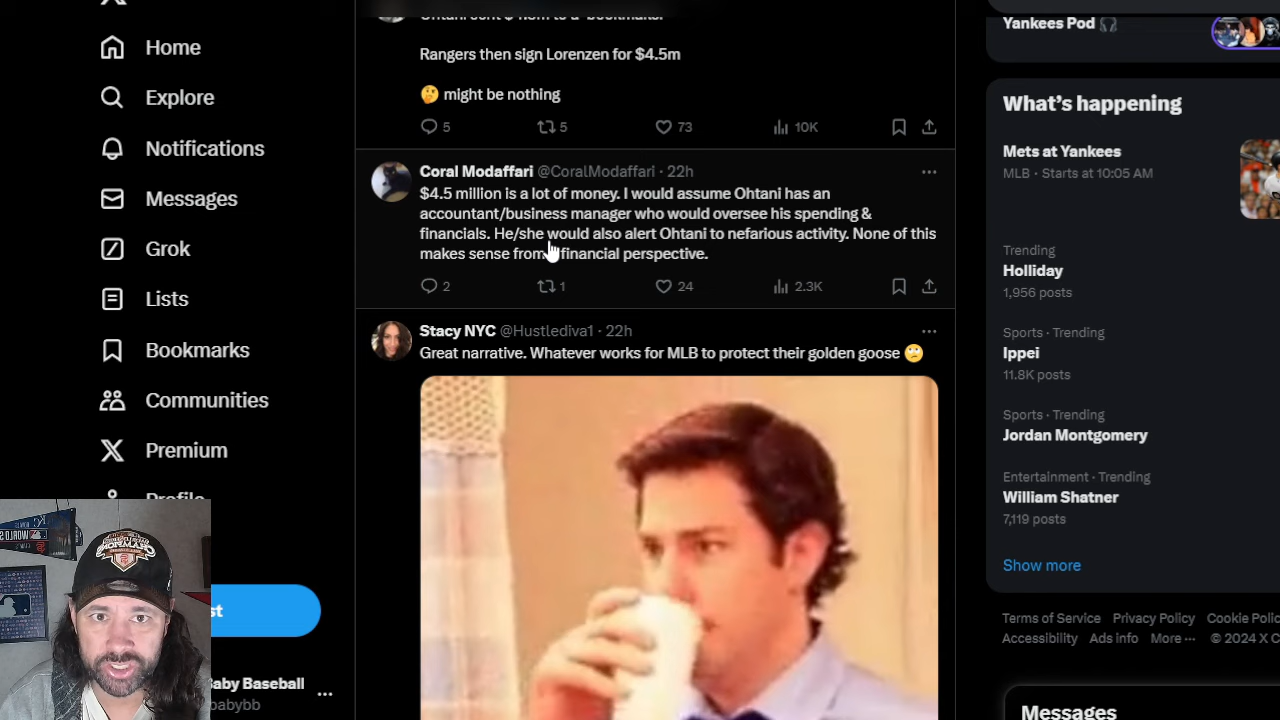 Home
Explore
Notifications
Messages
Grok
Lists
Bookmarks
Communities
Premium
Profile
Baby Baseball
Rangers then sign Lorenzen for $4.5m
🤔 might be nothing
5 5 73 10K
Coral Modaffari @CoralModaffari · 22h
$4.5 million is a lot of money. I would assume Ohtani has an
accountant/business manager who would oversee his spending &
financials. He/she would also alert Ohtani to nefarious activity. None of this
makes sense from financial perspective.
2 1 24 2.3K
Stacy NYC @Hustlediva1 · 22h
Great narrative. Whatever works for MLB to protect their golden goose 🙄
Yankees Pod 🎧
What's happening
Mets at Yankees
MLB · Starts at 10:05 AM
Trending
Holliday
1,956 posts
Sports · Trending
Ippei
11.8K posts
Sports · Trending
Jordan Montgomery
Entertainment · Trending
William Shatner
7,119 posts
Show more
Terms of Service Privacy Policy Cookie
Accessibility Ads info More ··· © 2024 X
Messages